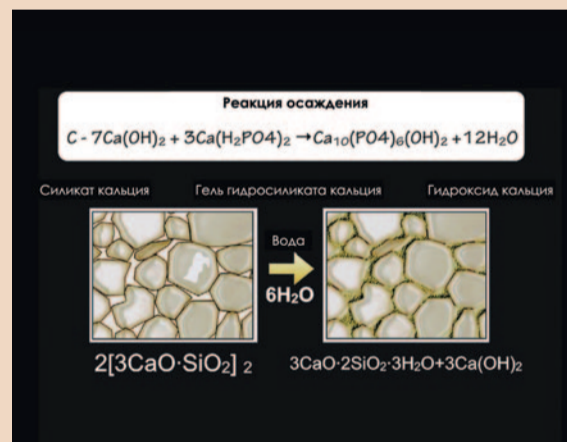 Реакция осаждения
C - 7Ca(OH)₂ + 3Ca(H₂PO4)₂ → Ca₁₀(PO4)₆(OH)₂ + 12H₂O
Силикат кальция Гель гидросиликата кальция Гидроксид кальция
Вода
6H₂O
2[3CaO·SiO₂] ₂ 3CaO·2SiO₂·3H₂O+3Ca(OH)₂